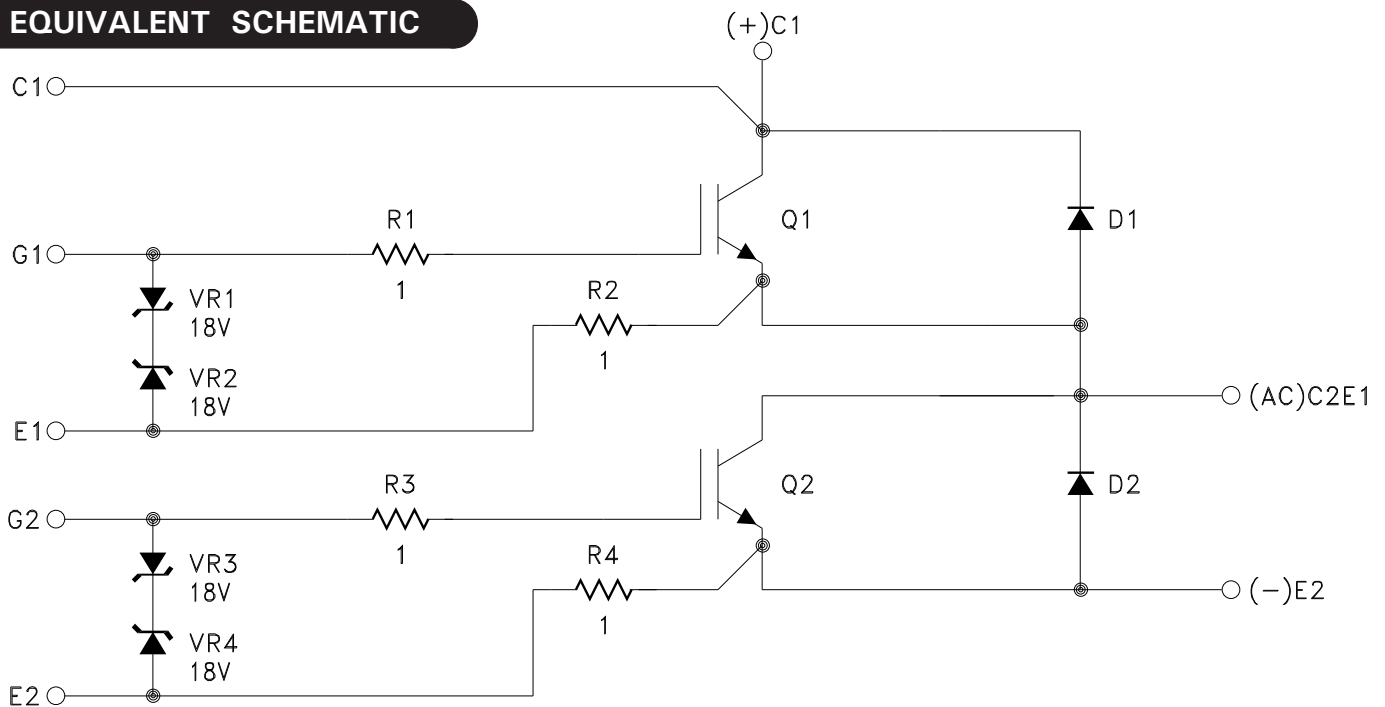 EQUIVALENT SCHEMATIC
(+)C1
C1
R1
Q1
D1
G1
1
R2
VR1
18V
1
VR2
18V
(AC)C2E1
E1
R3
Q2
D2
G2
1
R4
VR3
18V
(-)E2
1
VR4
18V
E2